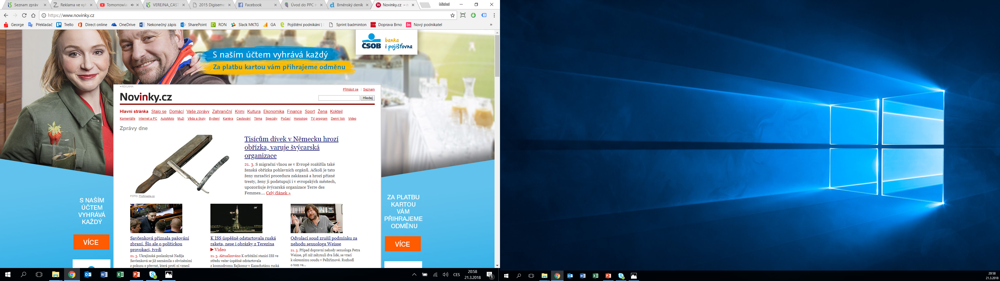 Seznam zpráv
Reklama ve vyh
Tomorrowla
VEREJNA_CAST
2015 Digiseme
Facebook
Úvod do PPC n
Brněnský deník
Novinky.cz – n
Michal
https://www.novinky.cz
George
Překladač
Trello
Direct online
OneDrive
Nekonečný zápis
SharePoint
RON
Slack MKTG
GA
Pojištění podnikání |
Sprint badminton
Doprava Brno
Nový podnikatel
»
S naším účtem vyhrává každý
Za platbu kartou vám přihrajeme odměnu
ČSOB
banka
i pojišťovna
REKLAMA
Přihlásit se | Seznam
Novinky.cz
Hledej
Hlavní stránka Stalo se Domácí Vaše zprávy Zahraniční Krimi Kultura Ekonomika Finance Sport Žena Koktejl
Komentáře Internet a PC AutoMoto Muži Věda a školy Bydlení Kariéra Cestování Téma Speciály Počasí Horoskop TV program Denní tisk Video
Zprávy dne
Tisícům dívek v Německu hrozí
obřízka, varuje švýcarská
organizace
21. 3. S migrační vlnou se v Evropě rozšířila také
ženská obřízka pohlavních orgánů. Ačkoli je tato
ženy mrzačící procedura zakázaná a hrozí přísné
tresty, ženy ji podstupují i v evropských městech,
upozorňuje švýcarská organizace Terre des
Femmes.... Celý článek »
FOTO: Profimedia.cz
Savčenková přiznala pašování
zbraní. Šlo ale o politickou
provokaci, tvrdí
21. 3. Ukrajinská poslankyně Nadija
Savčenková se již seznámila s obviněními
z pokusu o převrat, která proti ní vznesl
K ISS úspěšně odstartovala ruská
raketa, nese i obrázky z Terezína
Video
21. 3. Aktualizováno K orbitální stanici ISS ve
středu večer úspěšně odstartovala
z kosmodromu Bajkonur v Kazachstánu ruská
Odvolací soud zrušil podmínku za
nehodu sexuologa Weisse
21. 3. Případ dopravní nehody sexuologa Petra
Weisse, při níž zahynuli dva lidé, se vrací
k okresnímu soudu v Pelhřimově. Rozhodl
o tom ve...
S NAŠÍM
ÚČTEM
VYHRÁVÁ
KAŽDÝ
VÍCE
ZA PLATBU
KARTOU
VÁM
PŘIHRAJEME
ODMĚNU
VÍCE
CES
20:58
21.3.2018
1
20:58
21.3.2018